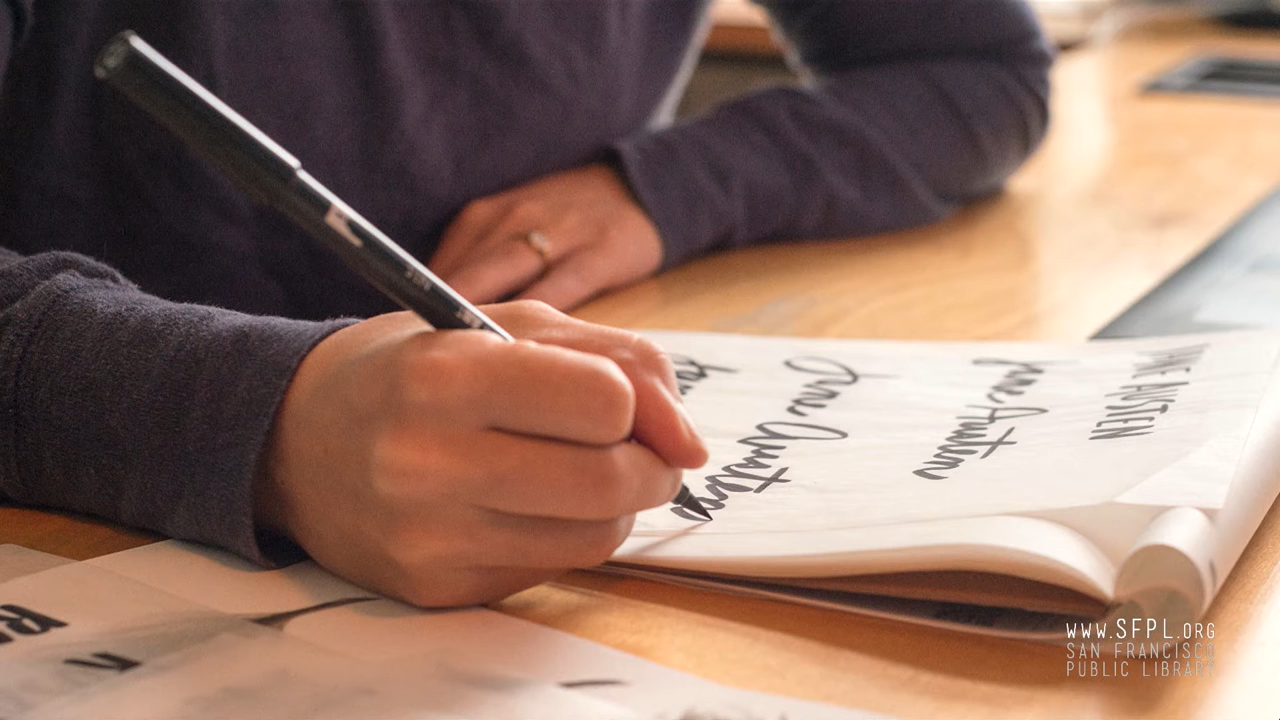 JANE AUSTEN
Jane Austen
Jane Austen
www.SFPL.org
SAN FRANCISCO
PUBLIC LIBRARY